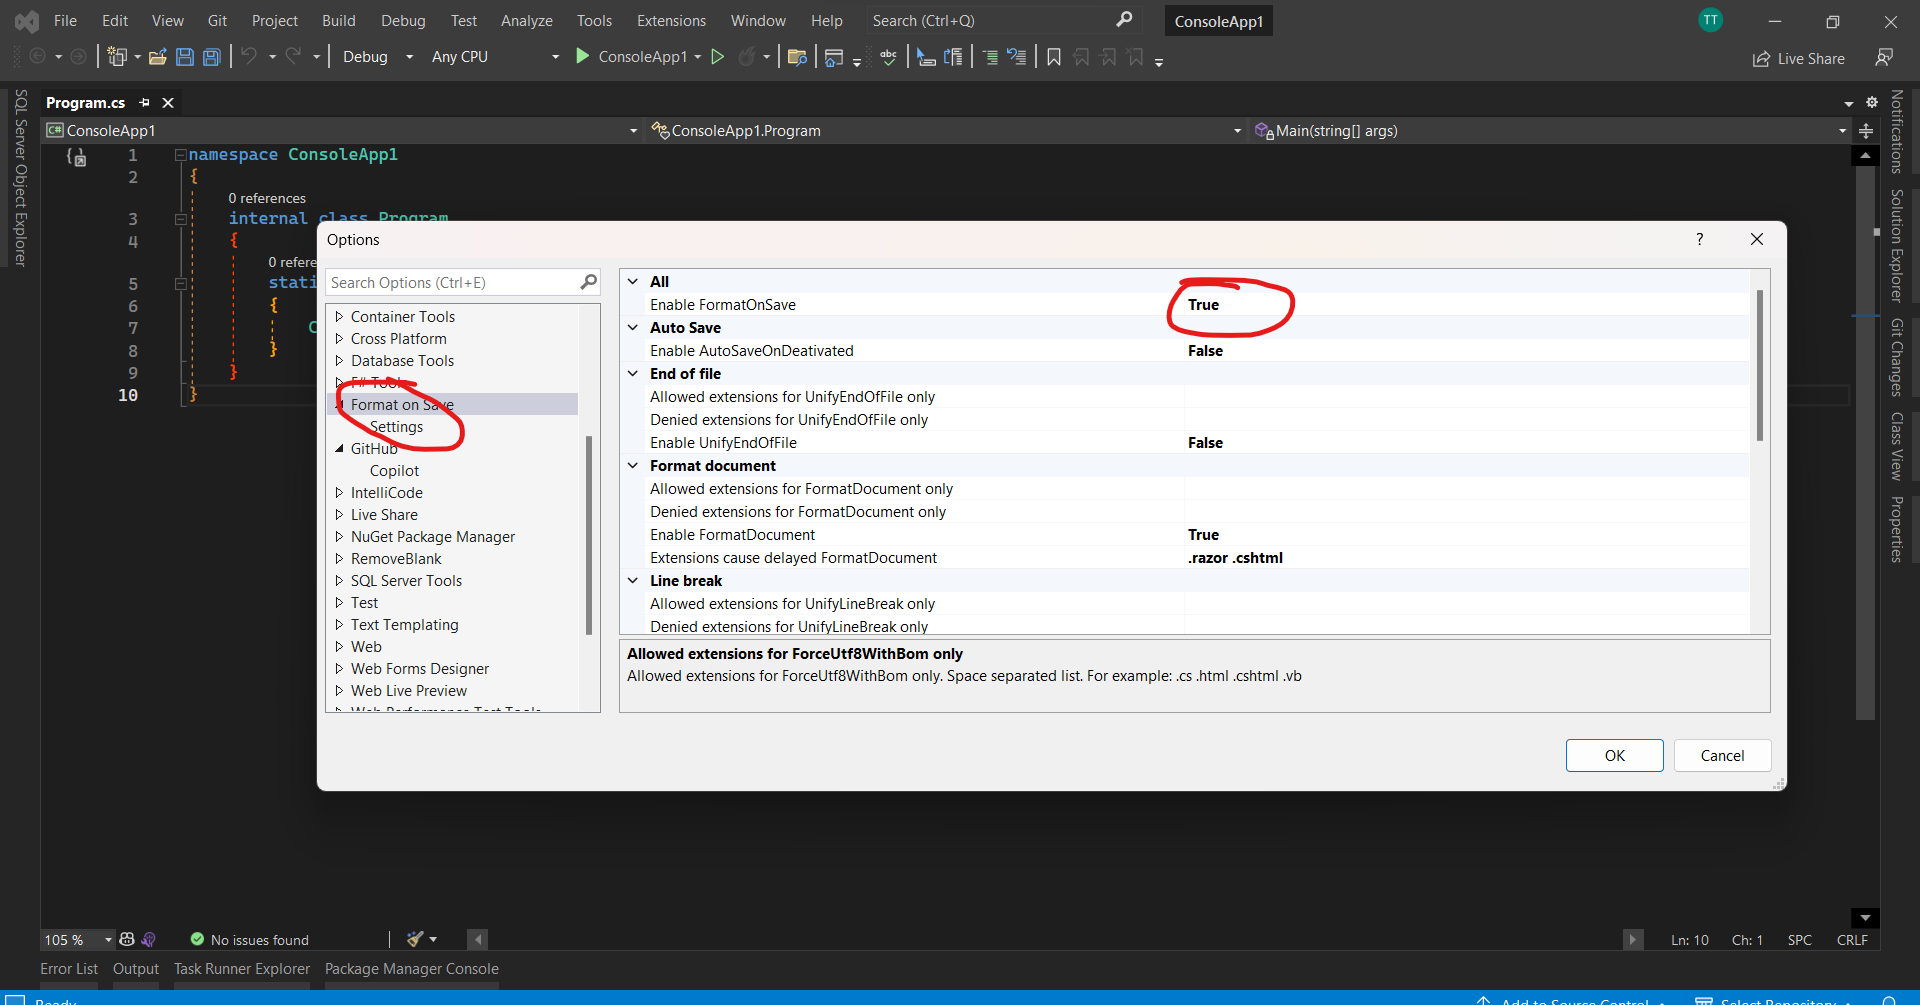 File Edit View Git Project Build Debug Test Analyze Tools Extensions Window Help Search (Ctrl+Q) ConsoleApp1 TT
Debug Any CPU ConsoleApp1 abc Live Share
SQL Server Object Explorer
Program.cs
C# ConsoleApp1 ConsoleApp1.Program Main(string[] args)
1 namespace ConsoleApp1
2 {
0 references
3 internal class Program
4 {
0 refere
5 stati
6 {
7 C
8 }
9 }
10 }
Options ?
Search Options (Ctrl+E)
Container Tools
Cross Platform
Database Tools
F# Tools
Format on Save
Settings
GitHub
Copilot
IntelliCode
Live Share
NuGet Package Manager
RemoveBlank
SQL Server Tools
Test
Text Templating
Web
Web Forms Designer
Web Live Preview
Web Performance Test Tools
All
Enable FormatOnSave True
Auto Save
Enable AutoSaveOnDeativated False
End of file
Allowed extensions for UnifyEndOfFile only
Denied extensions for UnifyEndOfFile only
Enable UnifyEndOfFile False
Format document
Allowed extensions for FormatDocument only
Denied extensions for FormatDocument only
Enable FormatDocument True
Extensions cause delayed FormatDocument .razor .cshtml
Line break
Allowed extensions for UnifyLineBreak only
Denied extensions for UnifyLineBreak only
Allowed extensions for ForceUtf8WithBom only
Allowed extensions for ForceUtf8WithBom only. Space separated list. For example: .cs .html .cshtml .vb
OK Cancel
Notifications
Solution Explorer
Git Changes
Class View
Properties
105 % No issues found Ln: 10 Ch: 1 SPC CRLF
Error List Output Task Runner Explorer Package Manager Console
Ready Add to Source Control Select Repository